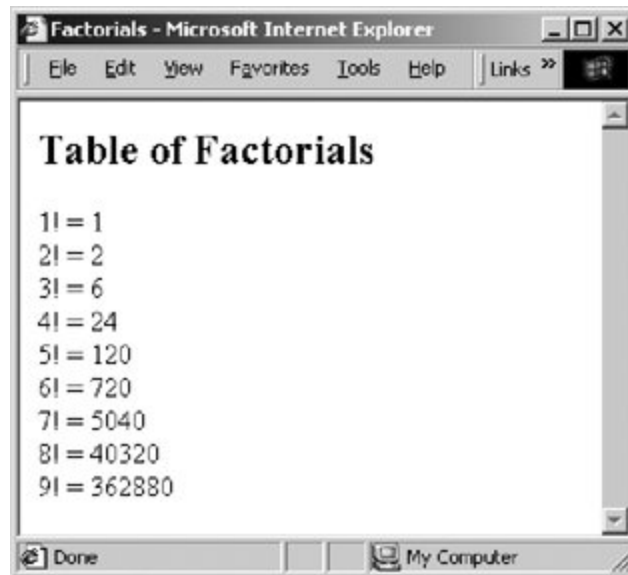 Factorials - Microsoft Internet Explorer
File Edit View Favorites Tools Help Links »
Table of Factorials
1! = 1
2! = 2
3! = 6
4! = 24
5! = 120
6! = 720
7! = 5040
8! = 40320
9! = 362880
Done My Computer